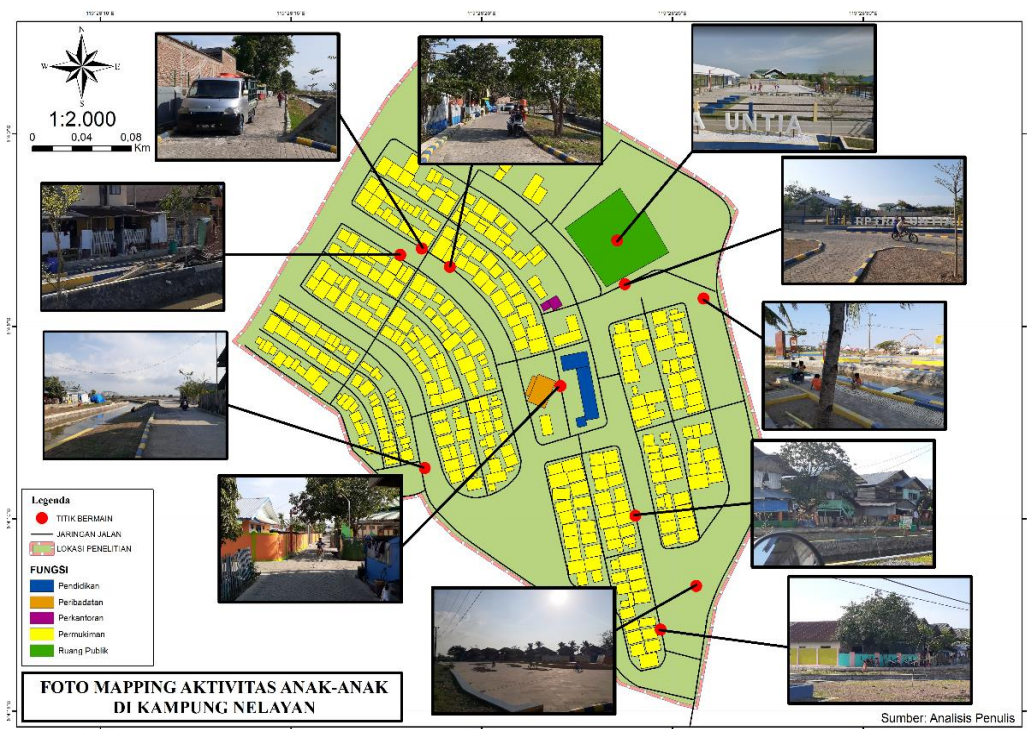 N
W E
S
1:2.000
0 0.04 0,08
Km
A UNTIA
Legenda
TITIK BERMAIN
JARINGAN JALAN
LOKASI PENELITIAN
FUNGSI
Pendidikan
Peribadatan
Perkantoran
Permukiman
Ruang Publik
FOTO MAPPING AKTIVITAS ANAK-ANAK
DI KAMPUNG NELAYAN
Sumber: Analisis Penulis